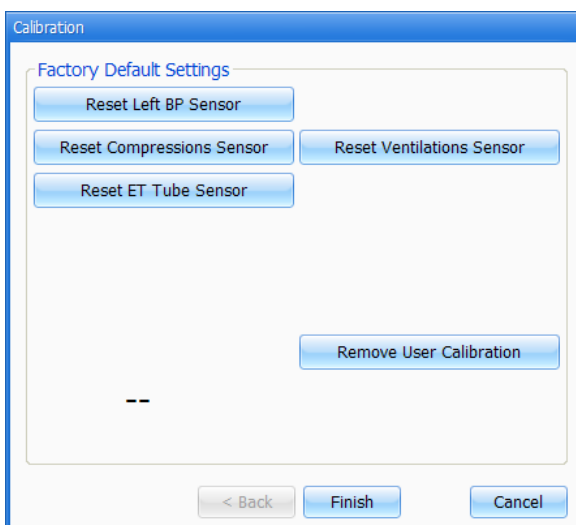 Calibration
Factory Default Settings
Reset Left BP Sensor
Reset Compressions Sensor
Reset Ventilations Sensor
Reset ET Tube Sensor
Remove User Calibration
--
< Back
Finish
Cancel